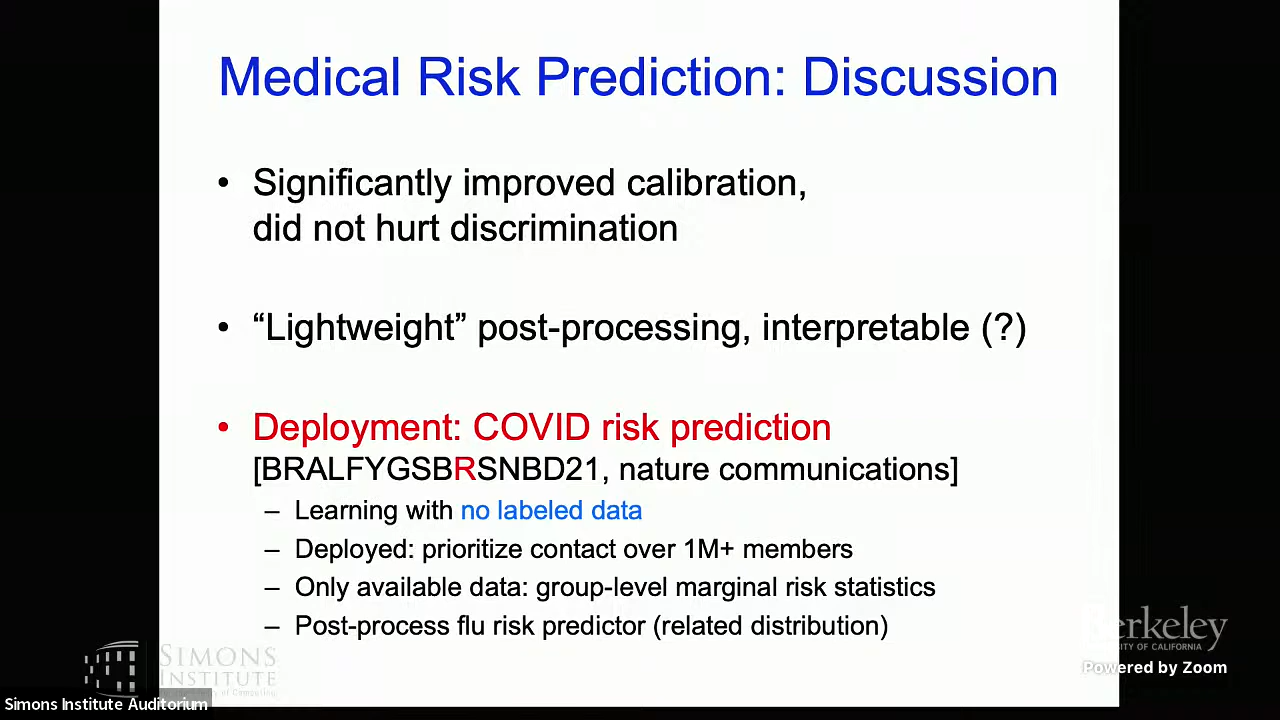 Medical Risk Prediction: Discussion
• Significantly improved calibration,
did not hurt discrimination
• “Lightweight” post-processing, interpretable (?)
• Deployment: COVID risk prediction
[BRALFYGSBRSNBD21, nature communications]
– Learning with no labeled data
– Deployed: prioritize contact over 1M+ members
– Only available data: group-level marginal risk statistics
– Post-process flu risk predictor (related distribution)
SIMONS
INSTITUTE
Berkeley
UNIVERSITY OF CALIFORNIA
Powered by Zoom
Simons Institute Auditorium